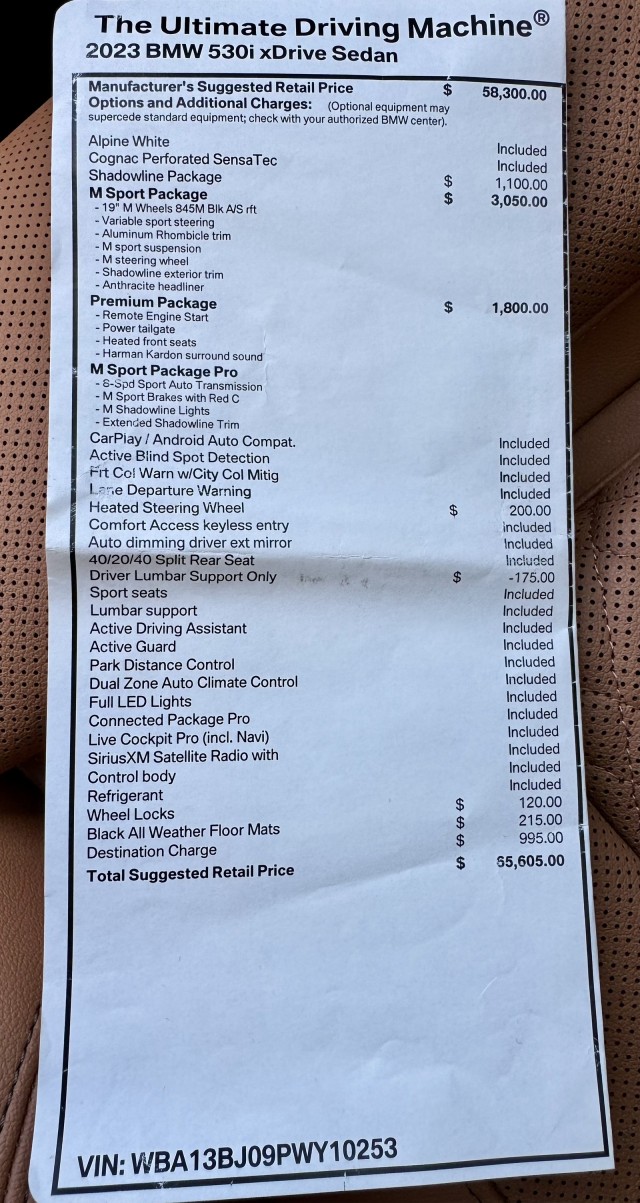 The Ultimate Driving Machine®
2023 BMW 530i xDrive Sedan
Manufacturer's Suggested Retail Price $ 58,300.00
Options and Additional Charges: (Optional equipment may
supercede standard equipment; check with your authorized BMW center).
Alpine White Included
Cognac Perforated SensaTec Included
Shadowline Package $ 1,100.00
M Sport Package $ 3,050.00
- 19" M Wheels 845M Blk A/S rft
- Variable sport steering
- Aluminum Rhombicle trim
- M sport suspension
- M steering wheel
- Shadowline exterior trim
- Anthracite headliner
Premium Package $ 1,800.00
- Remote Engine Start
- Power tailgate
- Heated front seats
- Harman Kardon surround sound
M Sport Package Pro
- 8-Spd Sport Auto Transmission
- M Sport Brakes with Red C
- M Shadowline Lights
- Extended Shadowline Trim
CarPlay / Android Auto Compat. Included
Active Blind Spot Detection Included
Frt Col Warn w/City Col Mitig Included
Lane Departure Warning Included
Heated Steering Wheel $ 200.00
Comfort Access keyless entry Included
Auto dimming driver ext mirror Included
40/20/40 Split Rear Seat Included
Driver Lumbar Support Only $ -175.00
Sport seats Included
Lumbar support Included
Active Driving Assistant Included
Active Guard Included
Park Distance Control Included
Dual Zone Auto Climate Control Included
Full LED Lights Included
Connected Package Pro Included
Live Cockpit Pro (incl. Navi) Included
SiriusXM Satellite Radio with Included
Control body Included
Refrigerant Included
Wheel Locks $ 120.00
Black All Weather Floor Mats $ 215.00
Destination Charge $ 995.00
Total Suggested Retail Price $ 65,605.00
VIN: WBA13BJ09PWY10253